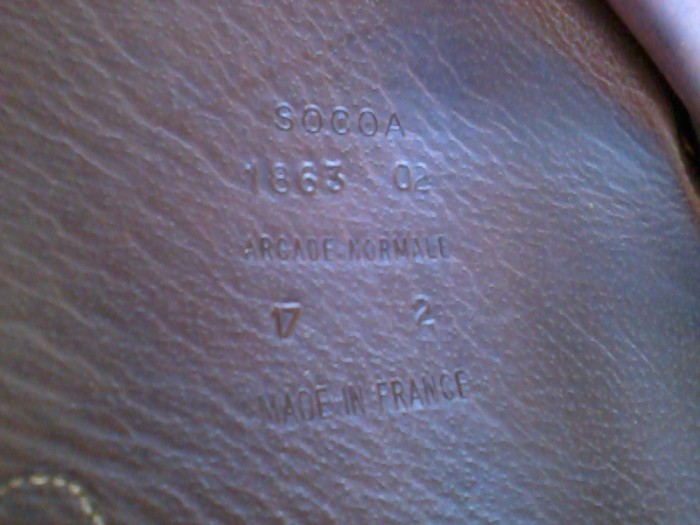 SOCOA
1863 02
ARCADE NORMALE
17 2
MADE IN FRANCE